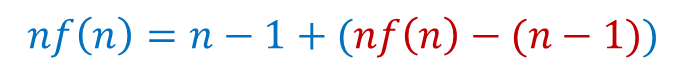 nf(n) = n − 1 + (nf(n) − (n − 1))